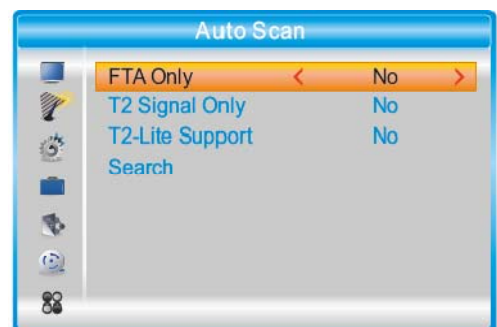 Auto Scan
FTA Only < No >
T2 Signal Only No
T2-Lite Support No
Search